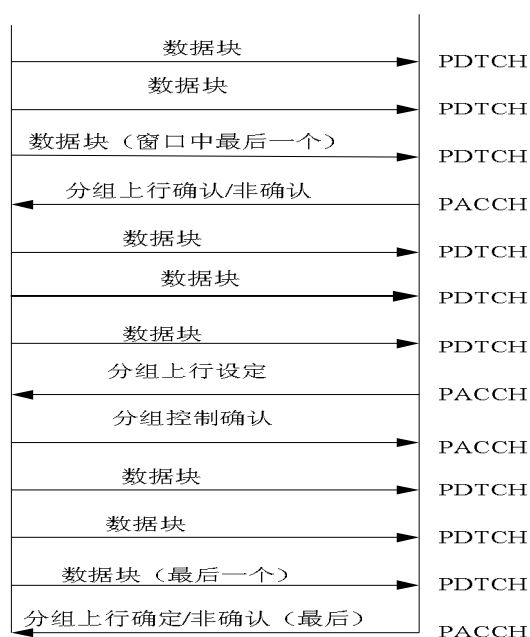 数据块
PDTCH
数据块
PDTCH
数据块（窗口中最后一个）
PDTCH
分组上行确认/非确认
PACCH
数据块
PDTCH
数据块
PDTCH
数据块
PDTCH
分组上行设定
PACCH
分组控制确认
PACCH
数据块
PDTCH
数据块
PDTCH
数据块（最后一个）
PDTCH
分组上行确定/非确认（最后）
PACCH